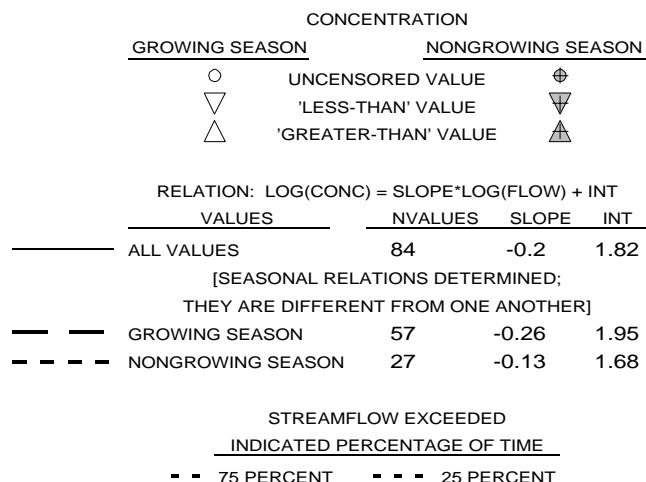 CONCENTRATION
GROWING SEASON NONGROWING SEASON
UNCENSORED VALUE
'LESS-THAN' VALUE
'GREATER-THAN' VALUE
RELATION: LOG(CONC) = SLOPE*LOG(FLOW) + INT
VALUES NVALUES SLOPE INT
ALL VALUES 84 -0.2 1.82
[SEASONAL RELATIONS DETERMINED;
THEY ARE DIFFERENT FROM ONE ANOTHER]
GROWING SEASON 57 -0.26 1.95
NONGROWING SEASON 27 -0.13 1.68
STREAMFLOW EXCEEDED
INDICATED PERCENTAGE OF TIME
75 PERCENT 25 PERCENT